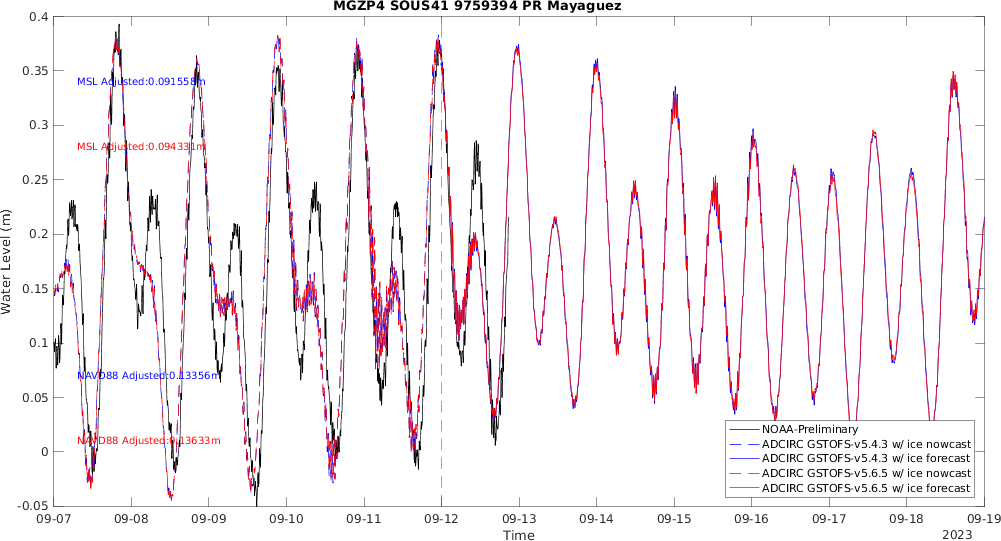 MGZP4 SOUS41 9759394 PR Mayaguez
0.4
0.35
0.3
0.25
0.2
0.15
0.1
0.05
0
-0.05
Water Level (m)
MSL Adjusted:0.091558m
MSL Adjusted:0.094331m
NAVD88 Adjusted:0.13356m
NAVD88 Adjusted:0.13633m
NOAA-Preliminary
ADCIRC GSTOFS-v5.4.3 w/ ice nowcast
ADCIRC GSTOFS-v5.4.3 w/ ice forecast
ADCIRC GSTOFS-v5.6.5 w/ ice nowcast
ADCIRC GSTOFS-v5.6.5 w/ ice forecast
09-07 09-08 09-09 09-10 09-11 09-12 09-13 09-14 09-15 09-16 09-17 09-18 09-19
Time
2023